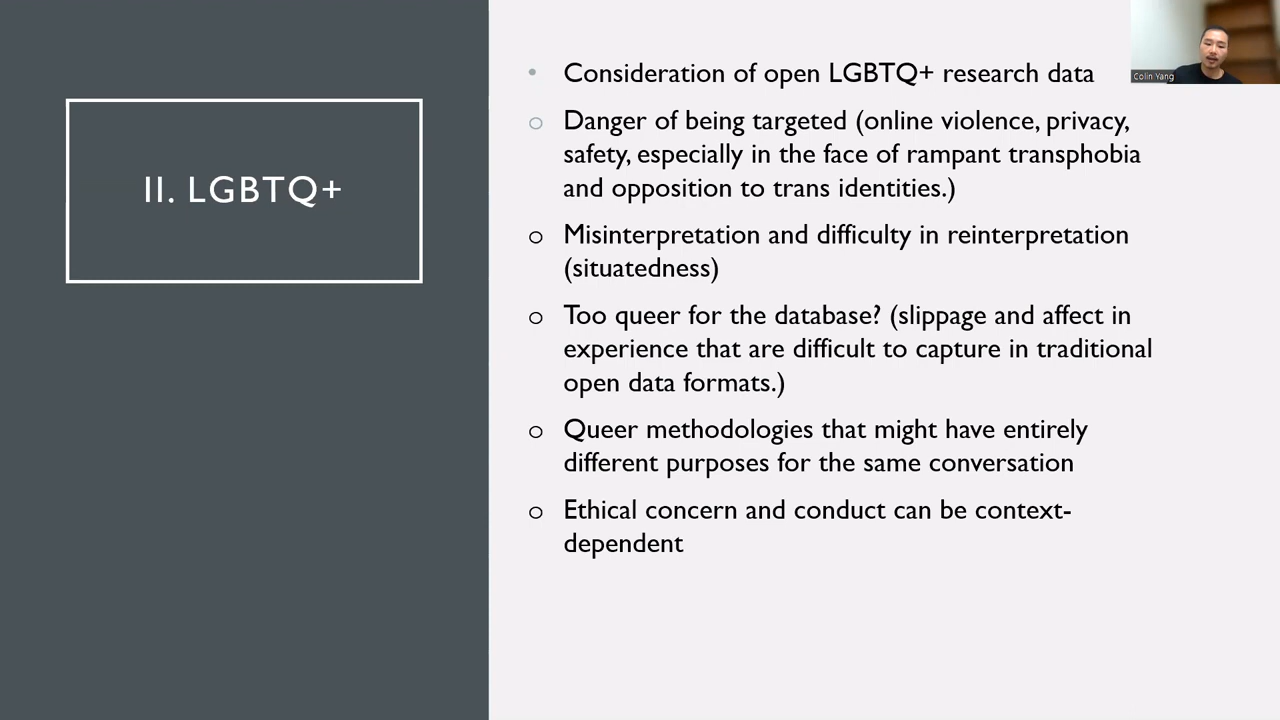 II. LGBTQ+
• Consideration of open LGBTQ+ research data
o Danger of being targeted (online violence, privacy,
safety, especially in the face of rampant transphobia
and opposition to trans identities.)
o Misinterpretation and difficulty in reinterpretation
(situatedness)
o Too queer for the database? (slippage and affect in
experience that are difficult to capture in traditional
open data formats.)
o Queer methodologies that might have entirely
different purposes for the same conversation
o Ethical concern and conduct can be context-
dependent
Colin Yang